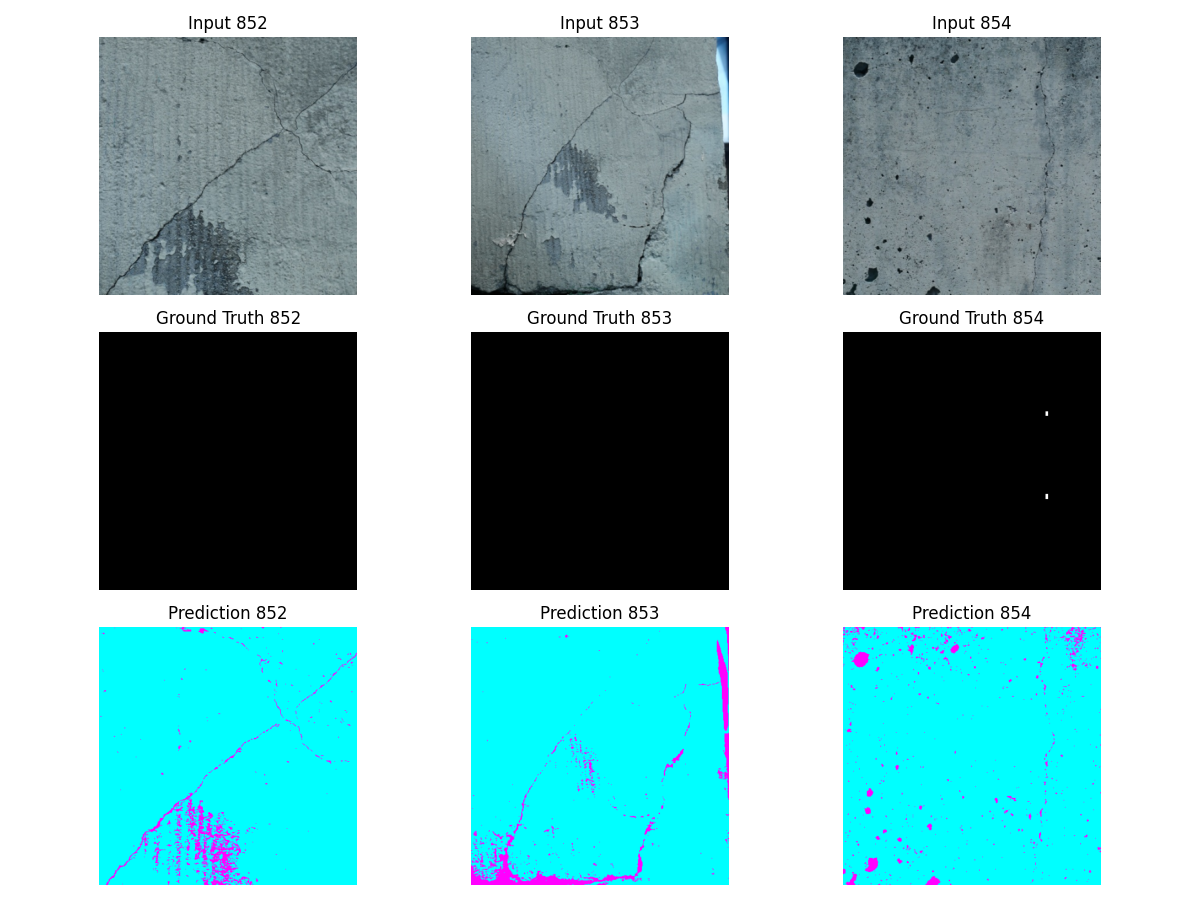 Input 852
Input 853
Input 854
Ground Truth 852
Ground Truth 853
Ground Truth 854
Prediction 852
Prediction 853
Prediction 854